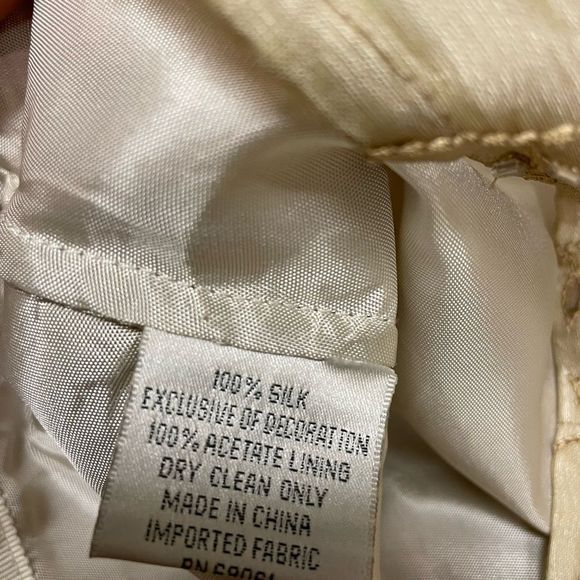 100% SILK
EXCLUSIVE OF DECORATION
100% ACETATE LINING
DRY CLEAN ONLY
MADE IN CHINA
IMPORTED FABRIC